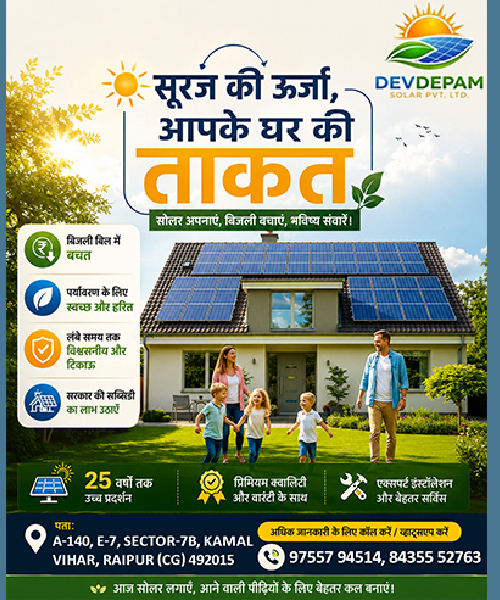 DEVDEPAM
SOLAR PVT. LTD.
सूरज की ऊर्जा,
आपके घर की
ताकत
सोलर अपनाएं, बिजली बचाएं, भविष्य संवारें!
बिजली बिल में
बचत
पर्यावरण के लिए
स्वच्छ और हरित
लंबे समय तक
विश्वसनीय और
टिकाऊ
सरकार की सब्सिडी
का लाभ उठाएँ
25 वर्षों तक
उच्च प्रदर्शन
प्रिमियम क्वालिटी
और वारंटी के साथ
एक्सपर्ट इंस्टॉलेशन
और बेहतर सर्विस
पता:
A-140, E-7, SECTOR-7B, KAMAL
VIHAR, RAIPUR (CG) 492015
अधिक जानकारी के लिए कॉल करें / व्हाट्सएप करें
97557 94514, 84355 52763
आज सोलर लगाएँ, आने वाली पीढ़ियों के लिए बेहतर कल बनाएँ!